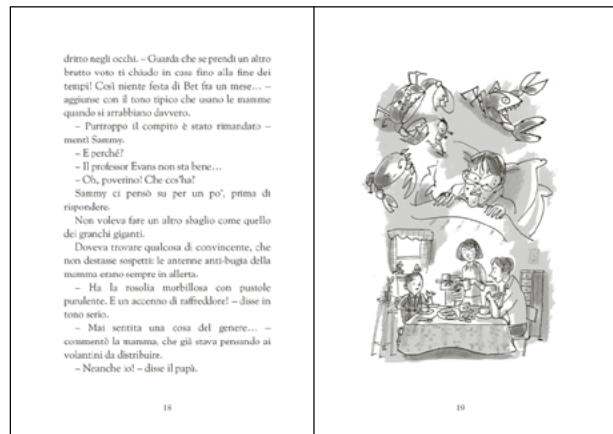 dritto negli occhi. – Guarda che se prendi un altro
brutto voto ti chiudo in casa fino alla fine dei
tempi! Così niente festa di Bet fra un mese… –
aggiunse con il tono tipico che usano le mamme
quando si arrabbiano davvero.
– Purtroppo il compito è stato rimandato –
mentì Sammy.
– E perché?
– Il professor Evans non sta bene…
– Oh, poverino! Che cos'ha?
Sammy ci pensò su per un po', prima di
rispondere.
Non voleva fare un altro sbaglio come quello
dei granchi giganti.
Doveva trovare qualcosa di convincente, che
non destasse sospetti: le antenne anti-bugia della
mamma erano sempre in allerta.
– Ha la rosolia morbillosa con pustole
purulente. E un accenno di raffreddore! – disse in
tono serio.
– Mai sentita una cosa del genere… –
commentò la mamma, che già stava pensando ai
volantini da distribuire.
– Neanche io! – disse il papà.
18
19